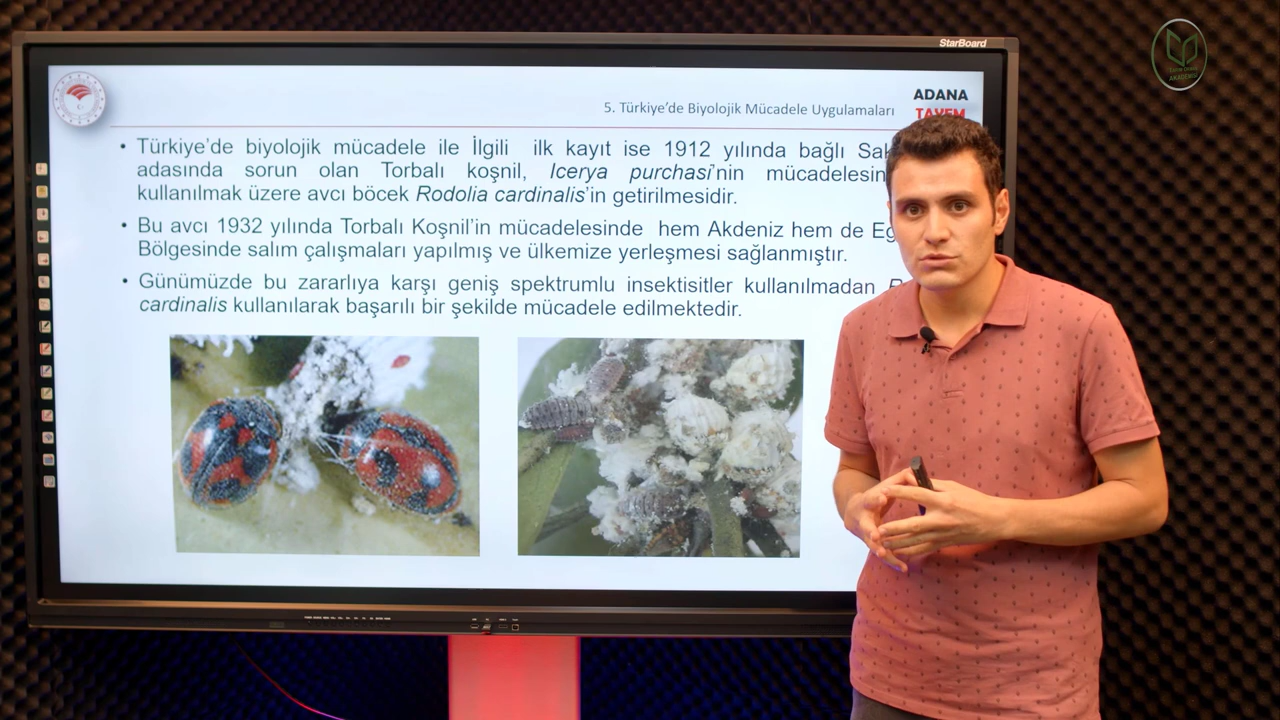 StarBoard
AKADEMİSİ
5. Türkiye'de Biyolojik Mücadele Uygulamaları
ADANA
TAYEM
• Türkiye'de biyolojik mücadele ile İlgili ilk kayıt ise 1912 yılında bağlı
adasında sorun olan Torbalı koşnil, Icerya purchasi'nin
kullanılmak üzere avcı böcek Rodolia cardinalis'in getirilmesidir.
• Bu avcı 1932 yılında Torbalı Koşnil'in mücadelesinde hem Akdeniz hem de
Bölgesinde salım çalışmaları yapılmış ve ülkemize yerleşmesi sağlanmıştır.
• Günümüzde bu zararlıya karşı geniş spektrumlu insektisitler kullanılmadan
cardinalis kullanılarak başarılı bir şekilde mücadele edilmektedir.